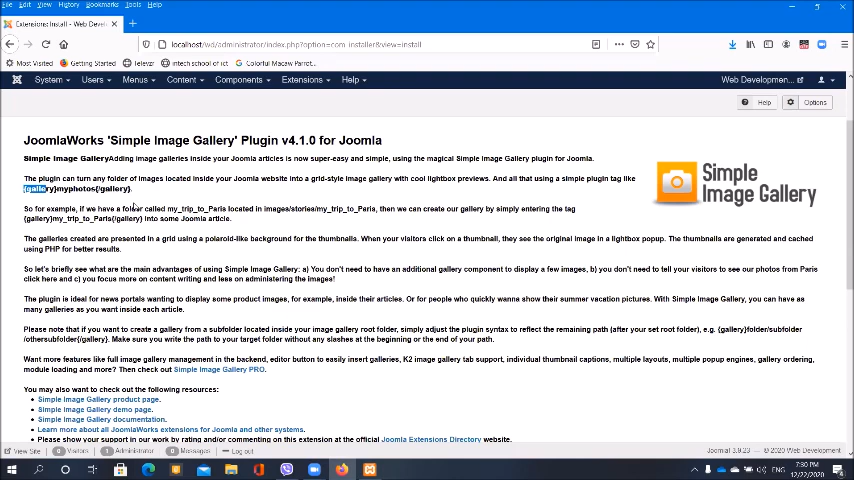 File Edit View History Bookmarks Tools Help
Extensions: Install - Web Devel
localhost/wd/administrator/index.php?option=com_installer&view=install
Most Visited Getting Started Televzr intech school of ict Colorful Macaw Parrot...
System Users Menus Content Components Extensions Help Web Developmen...
Help Options
JoomlaWorks 'Simple Image Gallery' Plugin v4.1.0 for Joomla
Simple Image GalleryAdding image galleries inside your Joomla articles is now super-easy and simple, using the magical Simple Image Gallery plugin for Joomla.
The plugin can turn any folder of images located inside your Joomla website into a grid-style image gallery with cool lightbox previews. And all that using a simple plugin tag like
{gallery}myphotos{/gallery}.
Simple
Image
Gallery
So for example, if we have a folder called my_trip_to_Paris located in images/stories/my_trip_to_Paris, then we can create our gallery by simply entering the tag
{gallery}my_trip_to_Paris{/gallery} into some Joomla article.
The galleries created are presented in a grid using a polaroid-like background for the thumbnails. When your visitors click on a thumbnail, they see the original image in a lightbox popup. The thumbnails are generated and cached
using PHP for better results.
So let's briefly see what are the main advantages of using Simple Image Gallery: a) You don't need to have an additional gallery component to display a few images, b) you don't need to tell your visitors to see our photos from Paris
click here and c) you focus more on content writing and less on administering the images!
The plugin is ideal for news portals wanting to display some product images, for example, inside their articles. Or for people who quickly wanna show their summer vacation pictures. With Simple Image Gallery, you can have as
many galleries as you want inside each article.
Please note that if you want to create a gallery from a subfolder located inside your image gallery root folder, simply adjust the plugin syntax to reflect the remaining path (after your set root folder), e.g. {gallery}folder/subfolder
/othersubfolder{/gallery}. Make sure you write the path to your target folder without any slashes at the beginning or the end of your path.
Want more features like full image gallery management in the backend, editor button to easily insert galleries, K2 image gallery tab support, individual thumbnail captions, multiple layouts, multiple popup engines, gallery ordering,
module loading and more? Then check out Simple Image Gallery PRO.
You may also want to check out the following resources:
Simple Image Gallery product page.
Simple Image Gallery demo page.
Simple Image Gallery documentation.
Learn more about all JoomlaWorks extensions for Joomla and other systems.
Please show your support in our work by rating and/or commenting on this extension at the official Joomla Extensions Directory website.
View Site 0 Visitors 1 Administrator 0 Messages Log out Joomla! 3.9.23 — © 2020 Web Development
7:30 PM
12/22/2020